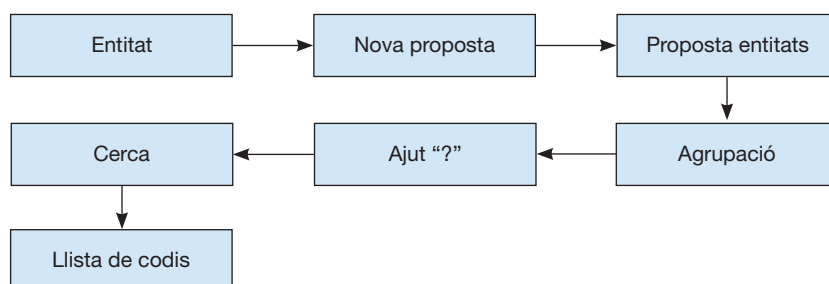 Entitat
Nova proposta
Proposta entitats
Cerca
Ajut “?”
Agrupació
Llista de codis